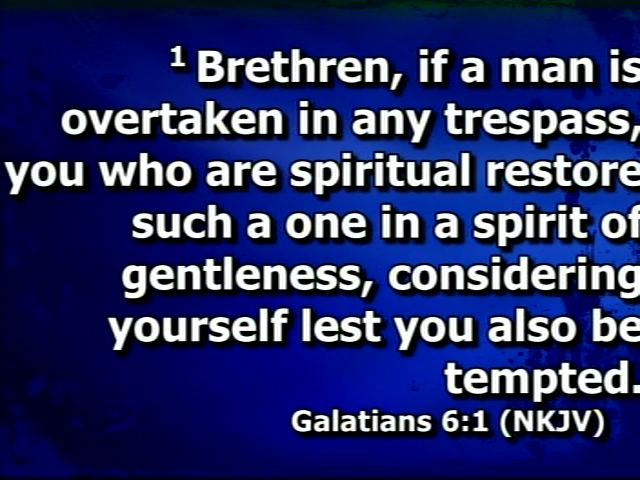 1 Brethren, if a man is
overtaken in any trespass,
you who are spiritual restore
such a one in a spirit of
gentleness, considering
yourself lest you also be
tempted.
Galatians 6:1 (NKJV)